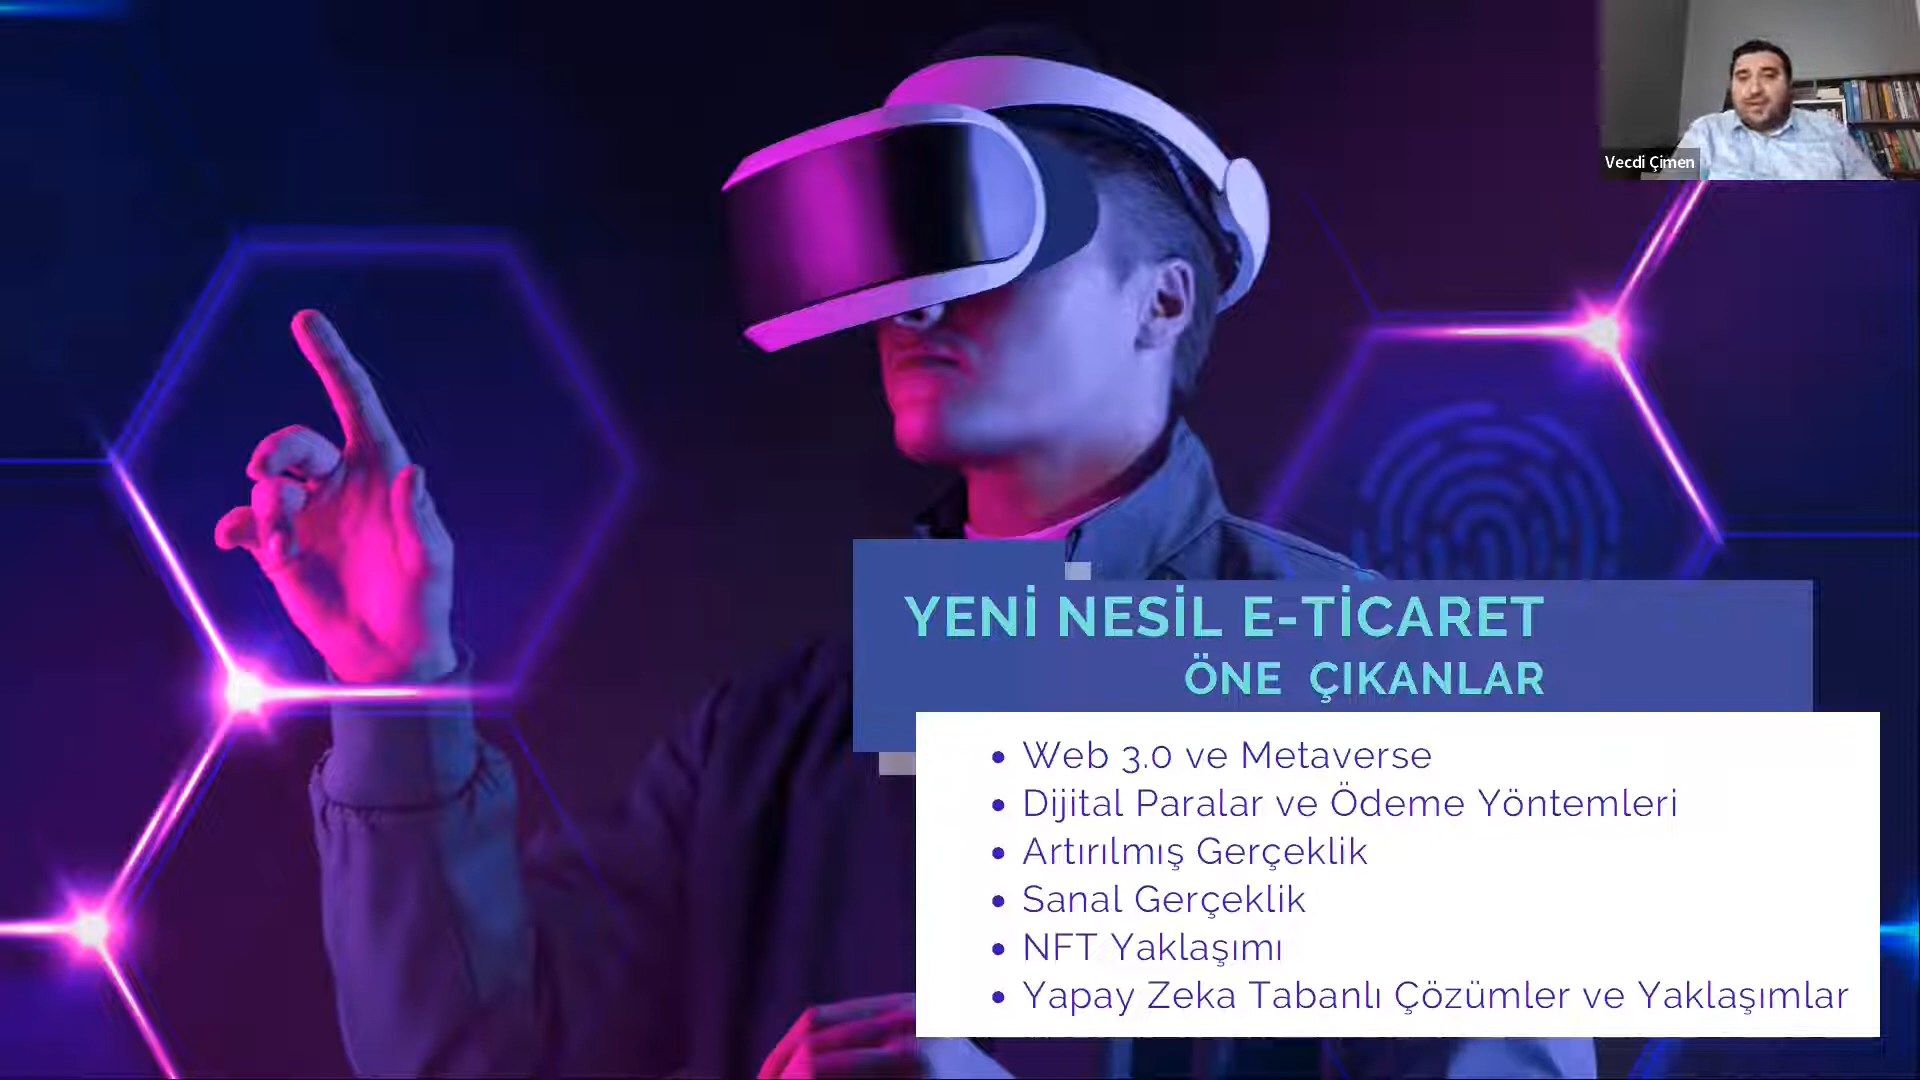 Vecdi Çimen
YENİ NESİL E-TİCARET
ÖNE ÇIKANLAR
• Web 3.0 ve Metaverse
• Dijital Paralar ve Ödeme Yöntemleri
• Artırılmış Gerçeklik
• Sanal Gerçeklik
• NFT Yaklaşımı
• Yapay Zeka Tabanlı Çözümler ve Yaklaşımlar